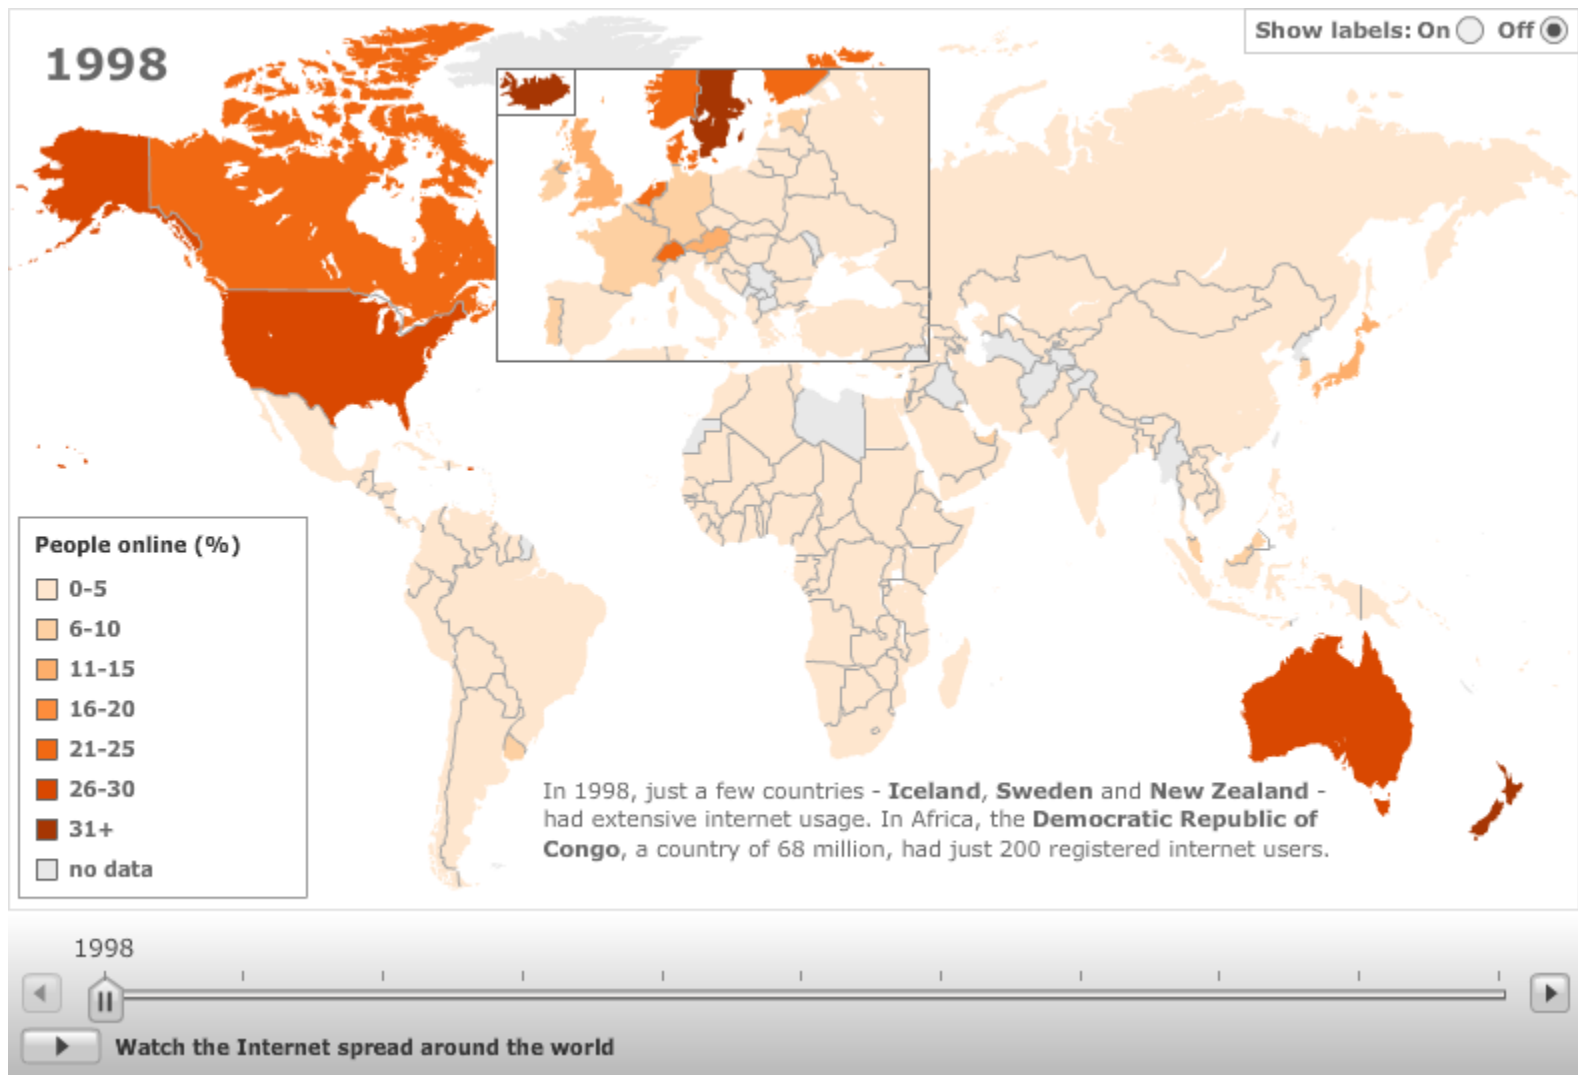 1998
Show labels: On Off
People online (%)
0-5
6-10
11-15
16-20
21-25
26-30
31+
no data
In 1998, just a few countries - Iceland, Sweden and New Zealand -
had extensive internet usage. In Africa, the Democratic Republic of
Congo, a country of 68 million, had just 200 registered internet users.
1998
Watch the Internet spread around the world